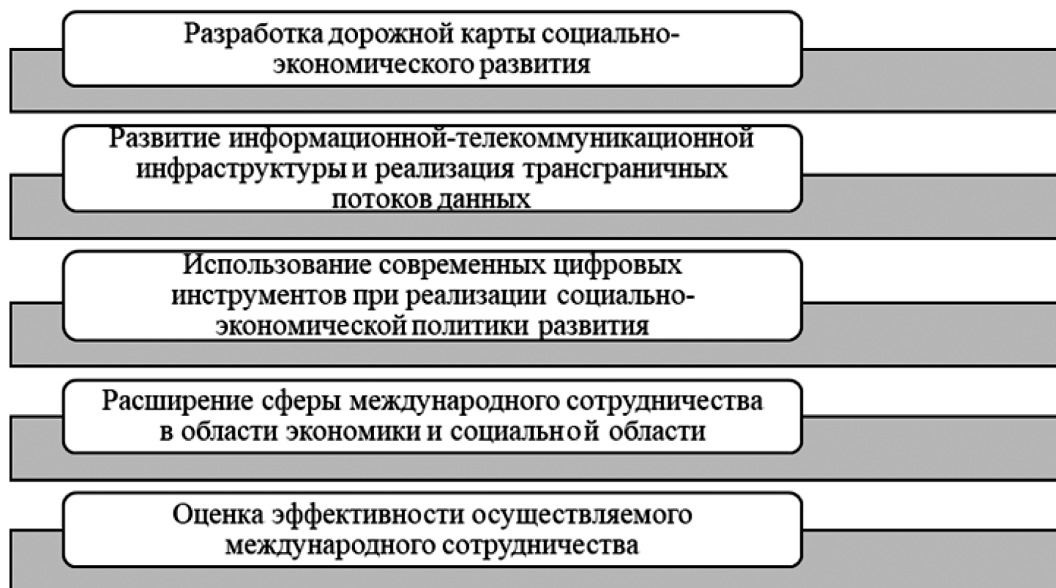 Разработка дорожной карты социально-
экономического развития
Развитие информационной-телекоммуникационной
инфраструктуры и реализация трансграничных
потоков данных
Использование современных цифровых
инструментов при реализации социально-
экономической политики развития
Расширение сферы международного сотрудничества
в области экономики и социальной области
Оценка эффективности осуществляемого
международного сотрудничества